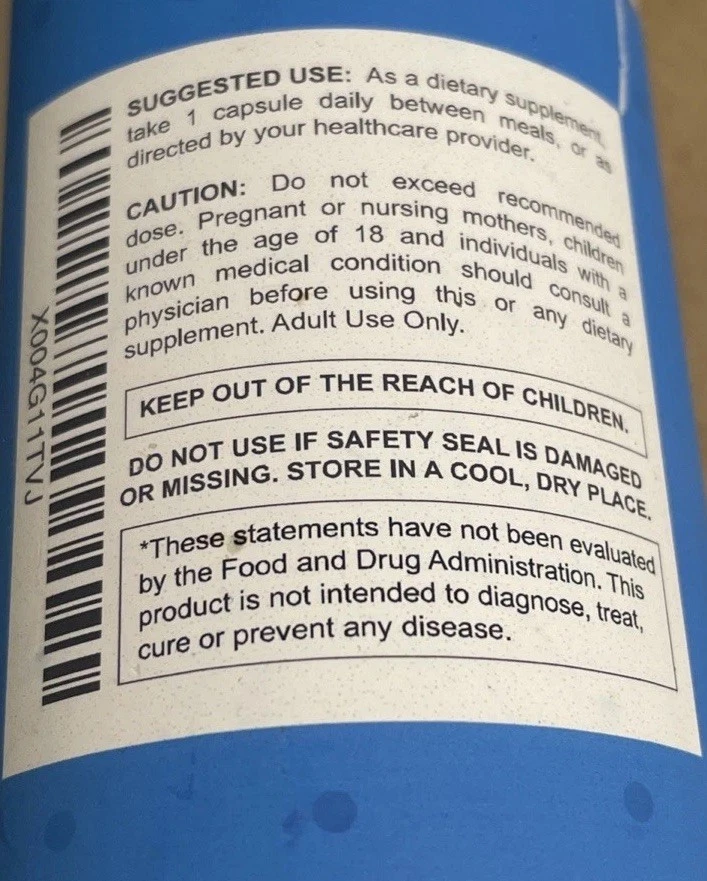 SUGGESTED USE: As a dietary supplement,
take 1 capsule daily between meals, or as
directed by your healthcare provider.
CAUTION: Do not exceed recommended
dose. Pregnant or nursing mothers, children
under the age of 18 and individuals with a
known medical condition should consult a
physician before using this or any dietary
supplement. Adult Use Only.
KEEP OUT OF THE REACH OF CHILDREN.
DO NOT USE IF SAFETY SEAL IS DAMAGED
OR MISSING. STORE IN A COOL, DRY PLACE.
*These statements have not been evaluated
by the Food and Drug Administration. This
product is not intended to diagnose, treat,
cure or prevent any disease.
X004G11TVJ